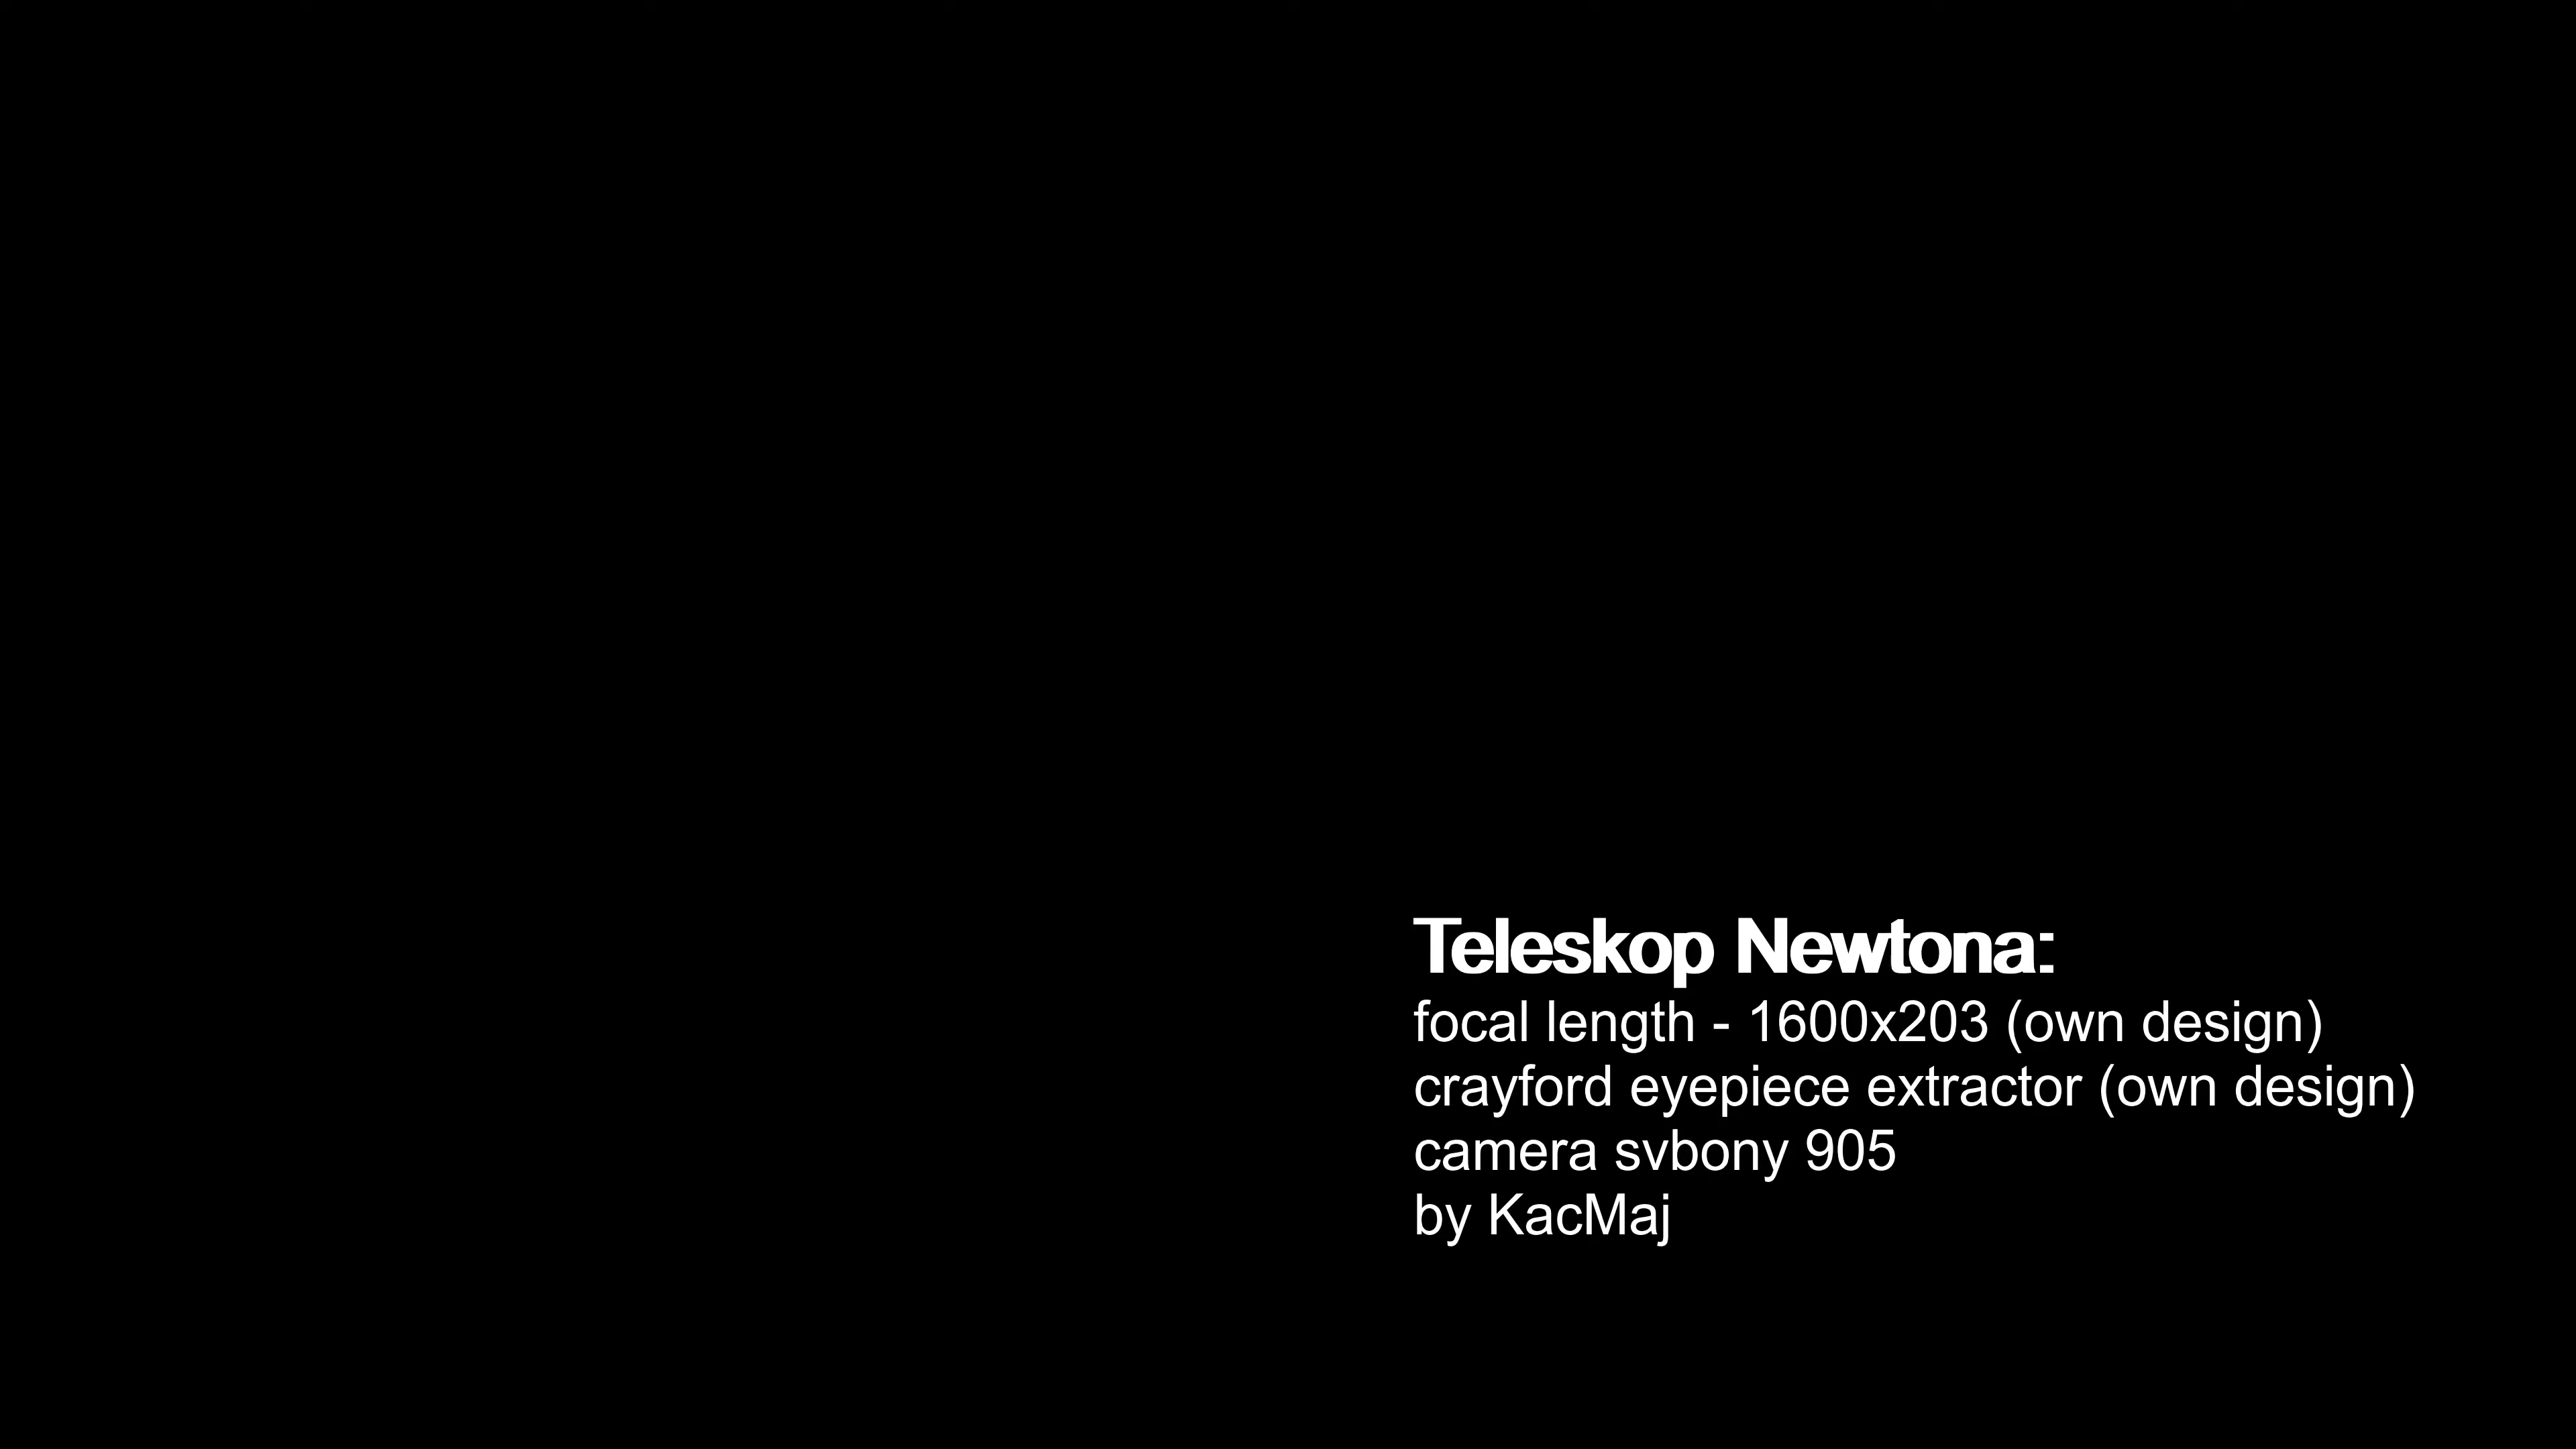 Teleskop Newtona:
focal length - 1600x203 (own design)
crayford eyepiece extractor (own design)
camera svbony 905
by KacMaj